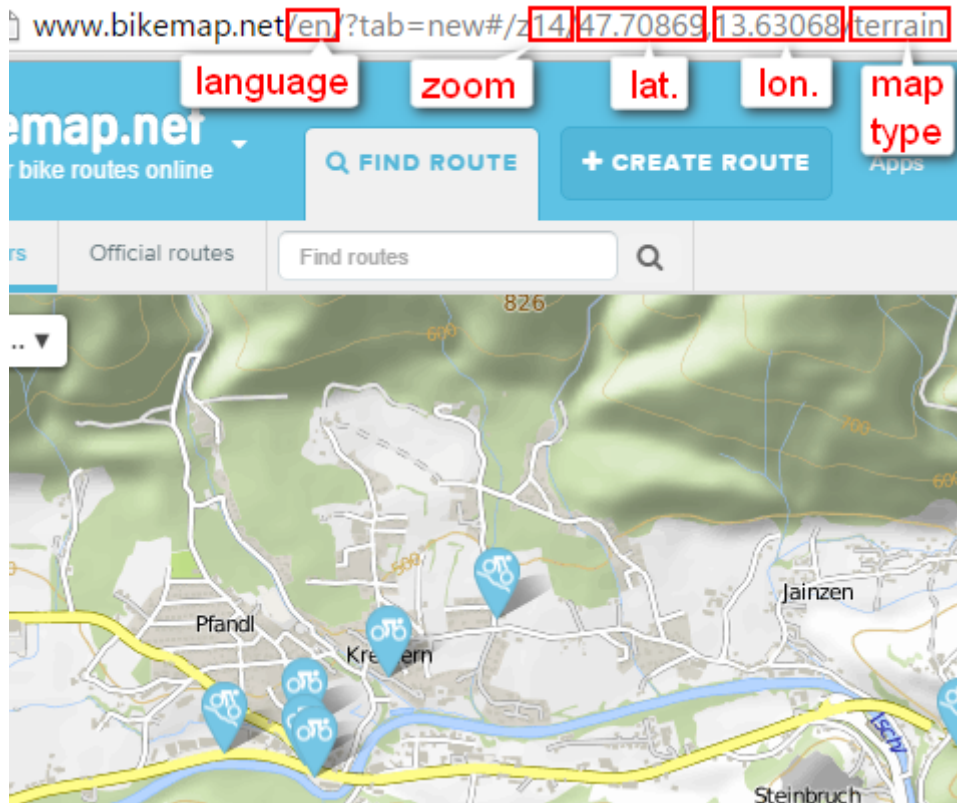 www.bikemap.net/en/?tab=new#/z14/47.70869,13.63068/terrain
language
zoom
lat.
lon.
map
type
emap.net
r bike routes online
FIND ROUTE
+ CREATE ROUTE
Apps
rs
Official routes
Find routes
826
.. ▼
600
700
600
600
Jainzen
Pfandl
Ischl
Steinbruch